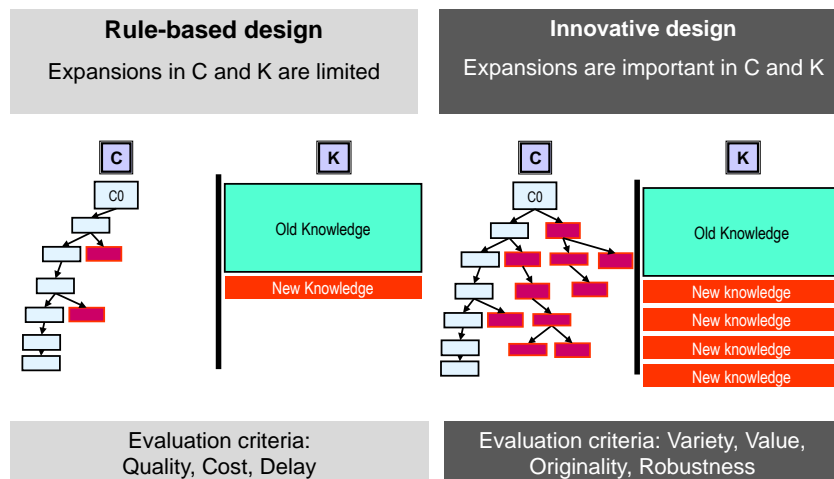 Rule-based design
Expansions in C and K are limited
Innovative design
Expansions are important in C and K
C
K
C0
Old Knowledge
New Knowledge
C
K
C0
Old Knowledge
New knowledge
New knowledge
New knowledge
New knowledge
Evaluation criteria:
Quality, Cost, Delay
Evaluation criteria: Variety, Value,
Originality, Robustness